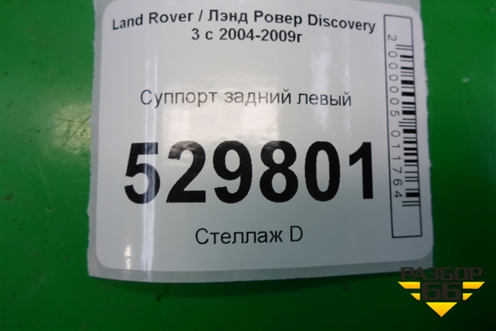 Land Rover / Лэнд Ровер Discovery
3 с 2004-2009г
Суппорт задний левый
529801
Стеллаж D
2000005011764
РАЗБОР
66